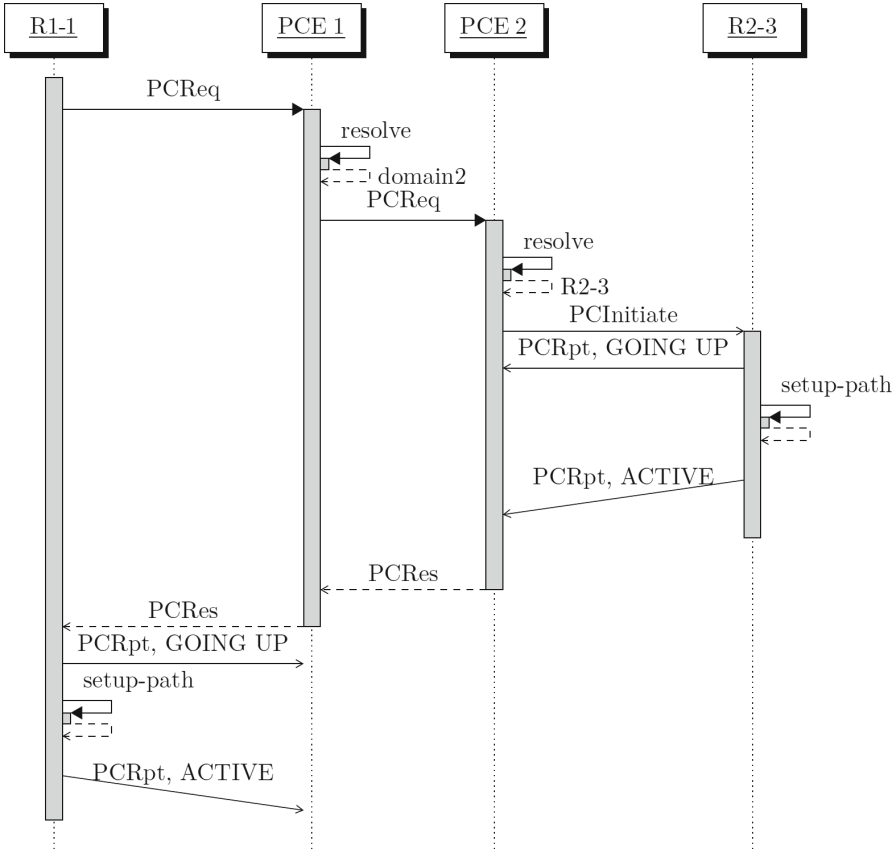 R1-1
PCE 1
PCE 2
R2-3
PCReq
resolve
domain2
PCReq
resolve
R2-3
PCInitiate
PCRpt, GOING UP
setup-path
PCRpt, ACTIVE
PCRes
PCRes
PCRpt, GOING UP
setup-path
PCRpt, ACTIVE